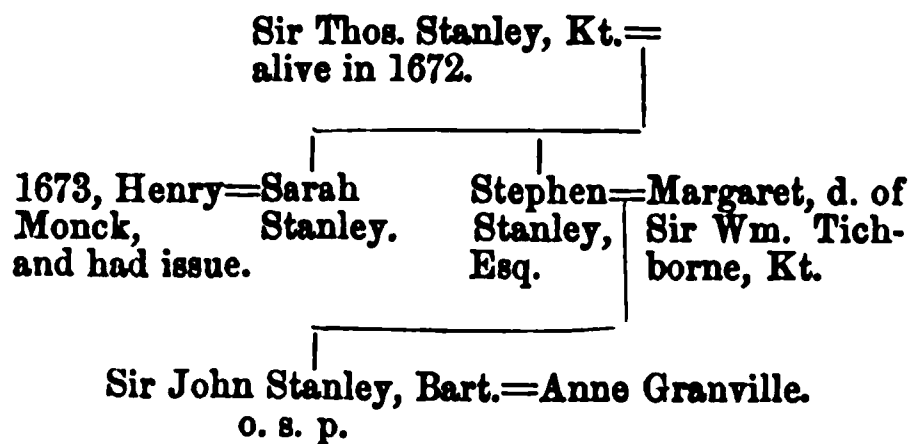 Sir Thos. Stanley, Kt.=
alive in 1672.
1673, Henry=Sarah
Monck, Stanley.
and had issue.
Stephen=Margaret, d. of
Stanley, Sir Wm. Tich-
Esq. borne, Kt.
Sir John Stanley, Bart.=Anne Granville.
o. s. p.